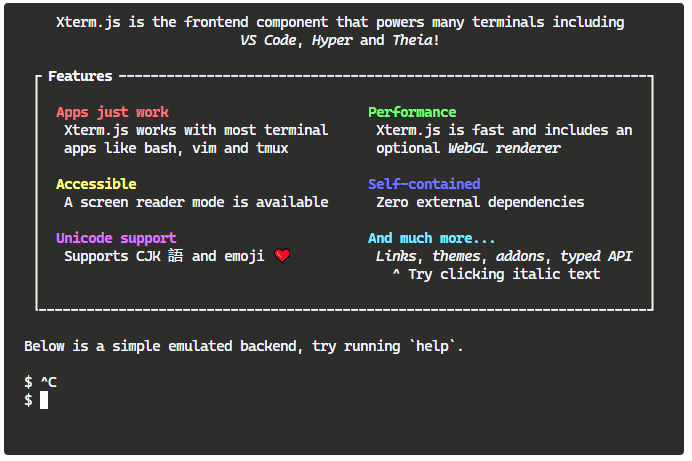 Xterm.js is the frontend component that powers many terminals including
VS Code, Hyper and Theia!
Features
Apps just work
Performance
Xterm.js works with most terminal
Xterm.js is fast and includes an
apps like bash, vim and tmux
optional WebGL renderer
Accessible
Self-contained
A screen reader mode is available
Zero external dependencies
Unicode support
And much more...
Supports CJK 語 and emoji ❤️
Links, themes, addons, typed API
^ Try clicking italic text
Below is a simple emulated backend, try running `help`.
$ ^C
$